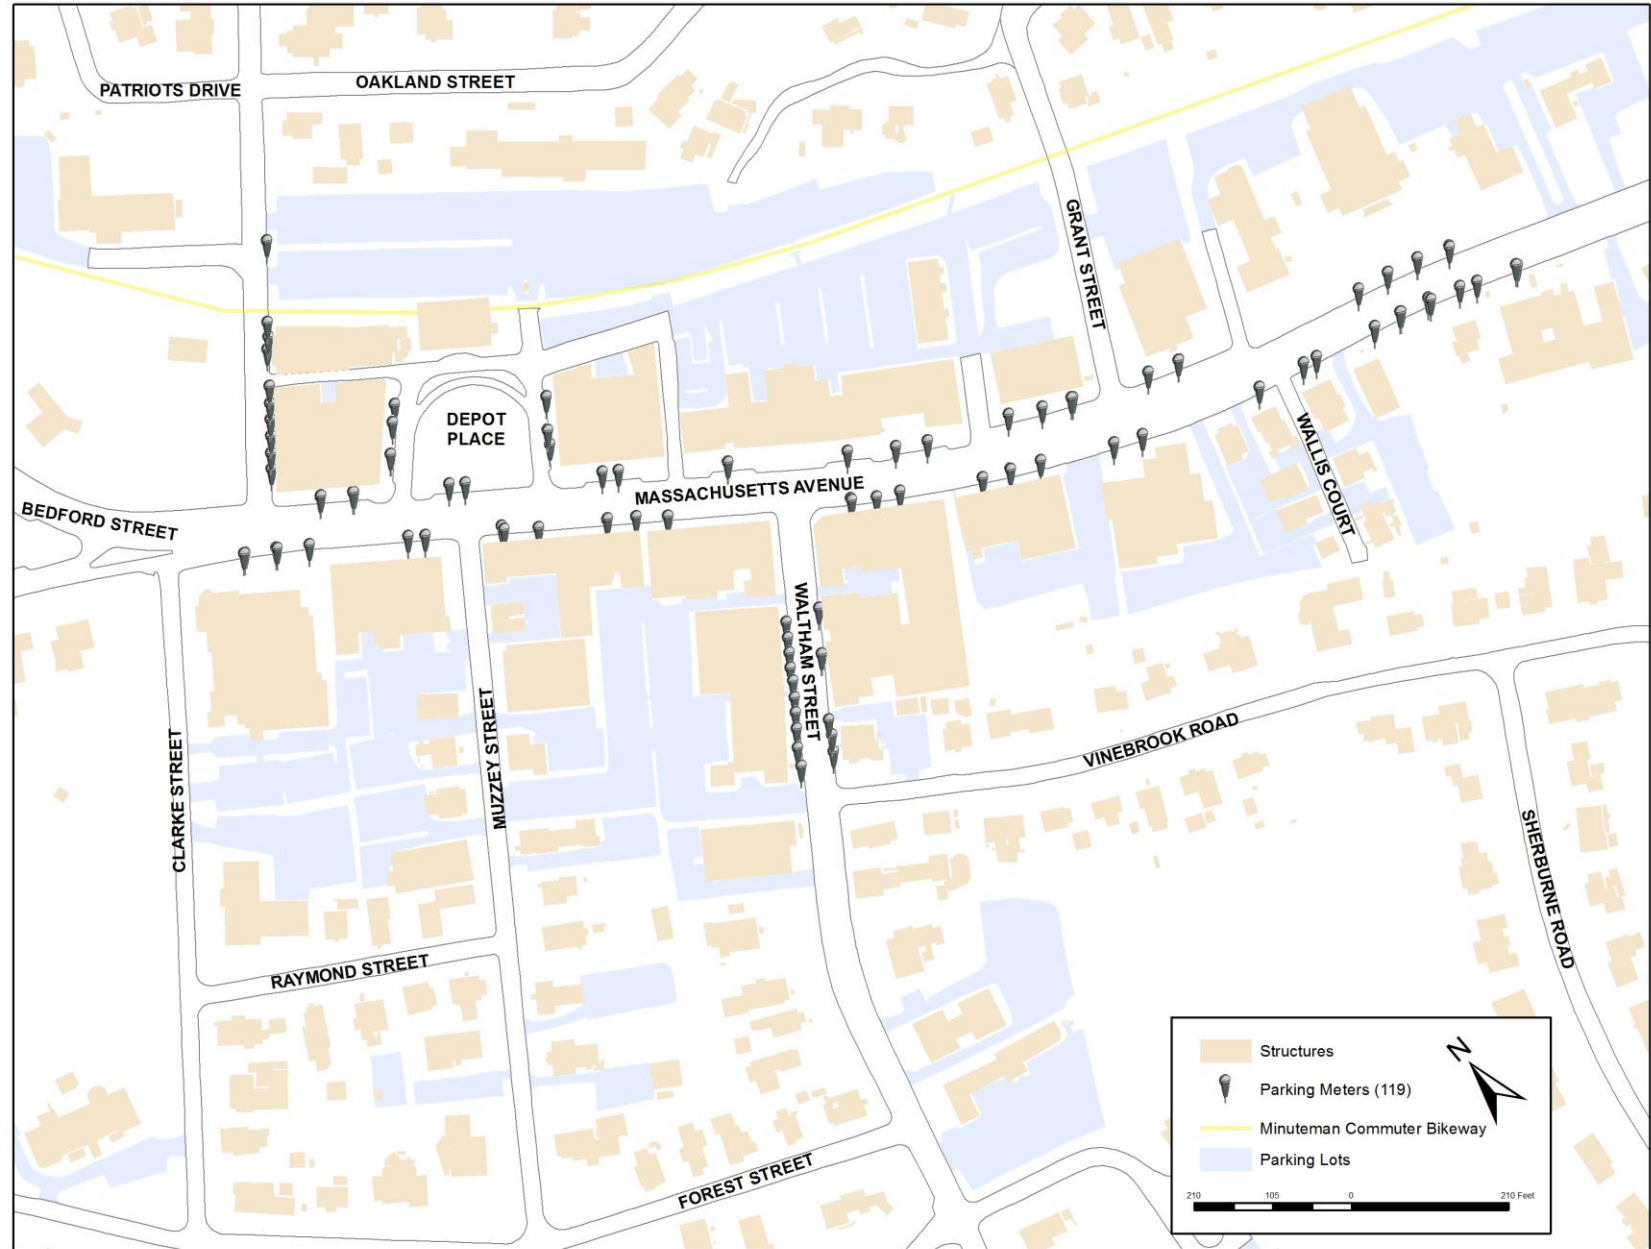 PATRIOTS DRIVE
OAKLAND STREET
GRANT STREET
DEPOT
PLACE
MASSACHUSETTS AVENUE
BEDFORD STREET
WALLIS COURT
WALTHAM STREET
MUZZEY STREET
CLARKE STREET
VINEBROOK ROAD
SHERBURNE ROAD
RAYMOND STREET
FOREST STREET
Structures
N
Parking Meters (119)
Minuteman Commuter Bikeway
Parking Lots
210 105 0 210 Feet